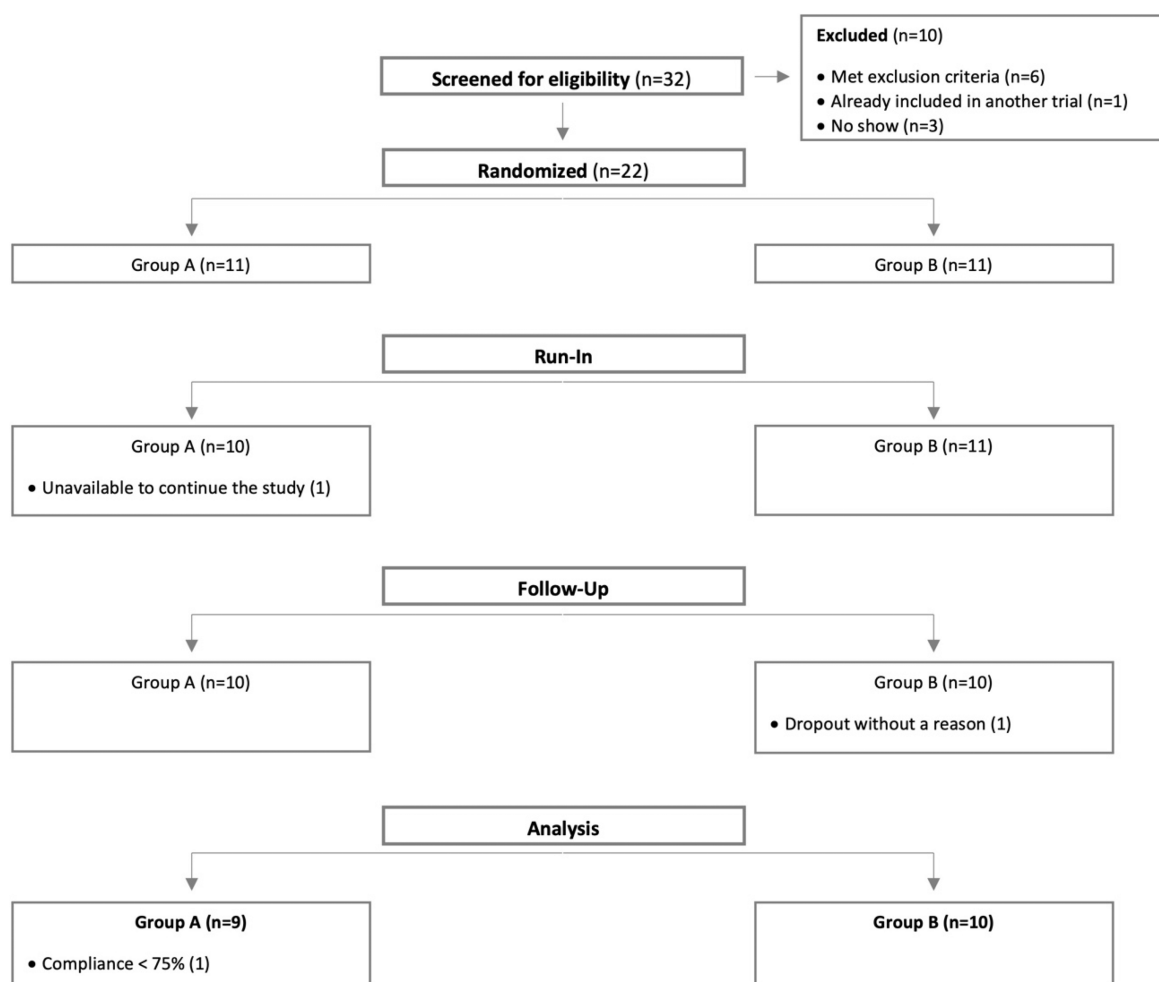 Excluded (n=10)
Screened for eligibility (n=32)
• Met exclusion criteria (n=6)
• Already included in another trial (n=1)
• No show (n=3)
Randomized (n=22)
Group A (n=11)
Group B (n=11)
Run-In
Group A (n=10)
• Unavailable to continue the study (1)
Group B (n=11)
Follow-Up
Group A (n=10)
Group B (n=10)
• Dropout without a reason (1)
Analysis
Group A (n=9)
• Compliance < 75% (1)
Group B (n=10)